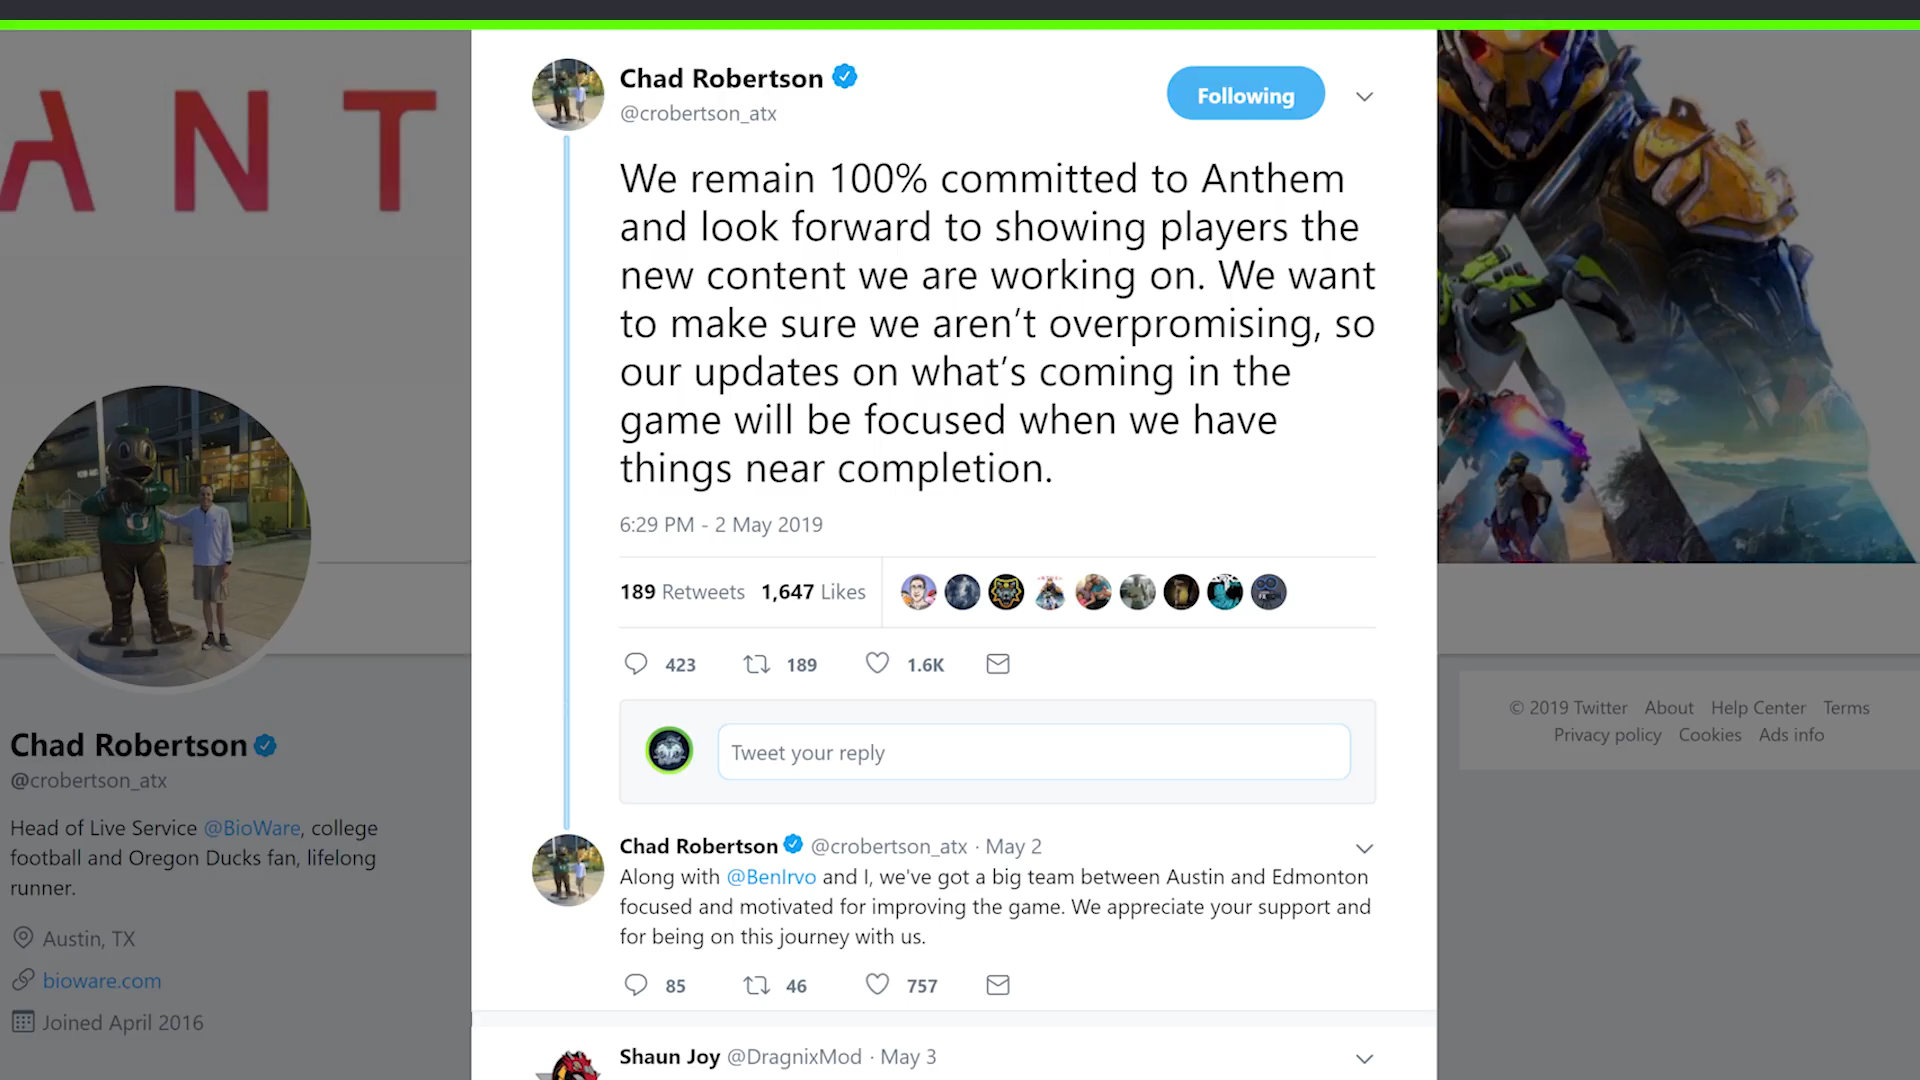 ANT
Chad Robertson
@crobertson_atx
Following
We remain 100% committed to Anthem
and look forward to showing players the
new content we are working on. We want
to make sure we aren't overpromising, so
our updates on what's coming in the
game will be focused when we have
things near completion.
6:29 PM - 2 May 2019
189 Retweets 1,647 Likes
423 189 1.6K
Tweet your reply
Chad Robertson @crobertson_atx · May 2
Along with @BenIrvo and I, we've got a big team between Austin and Edmonton
focused and motivated for improving the game. We appreciate your support and
for being on this journey with us.
85 46 757
Shaun Joy @DragnixMod · May 3
Chad Robertson
@crobertson_atx
Head of Live Service @BioWare, college
football and Oregon Ducks fan, lifelong
runner.
Austin, TX
bioware.com
Joined April 2016
© 2019 Twitter About Help Center Terms
Privacy policy Cookies Ads info